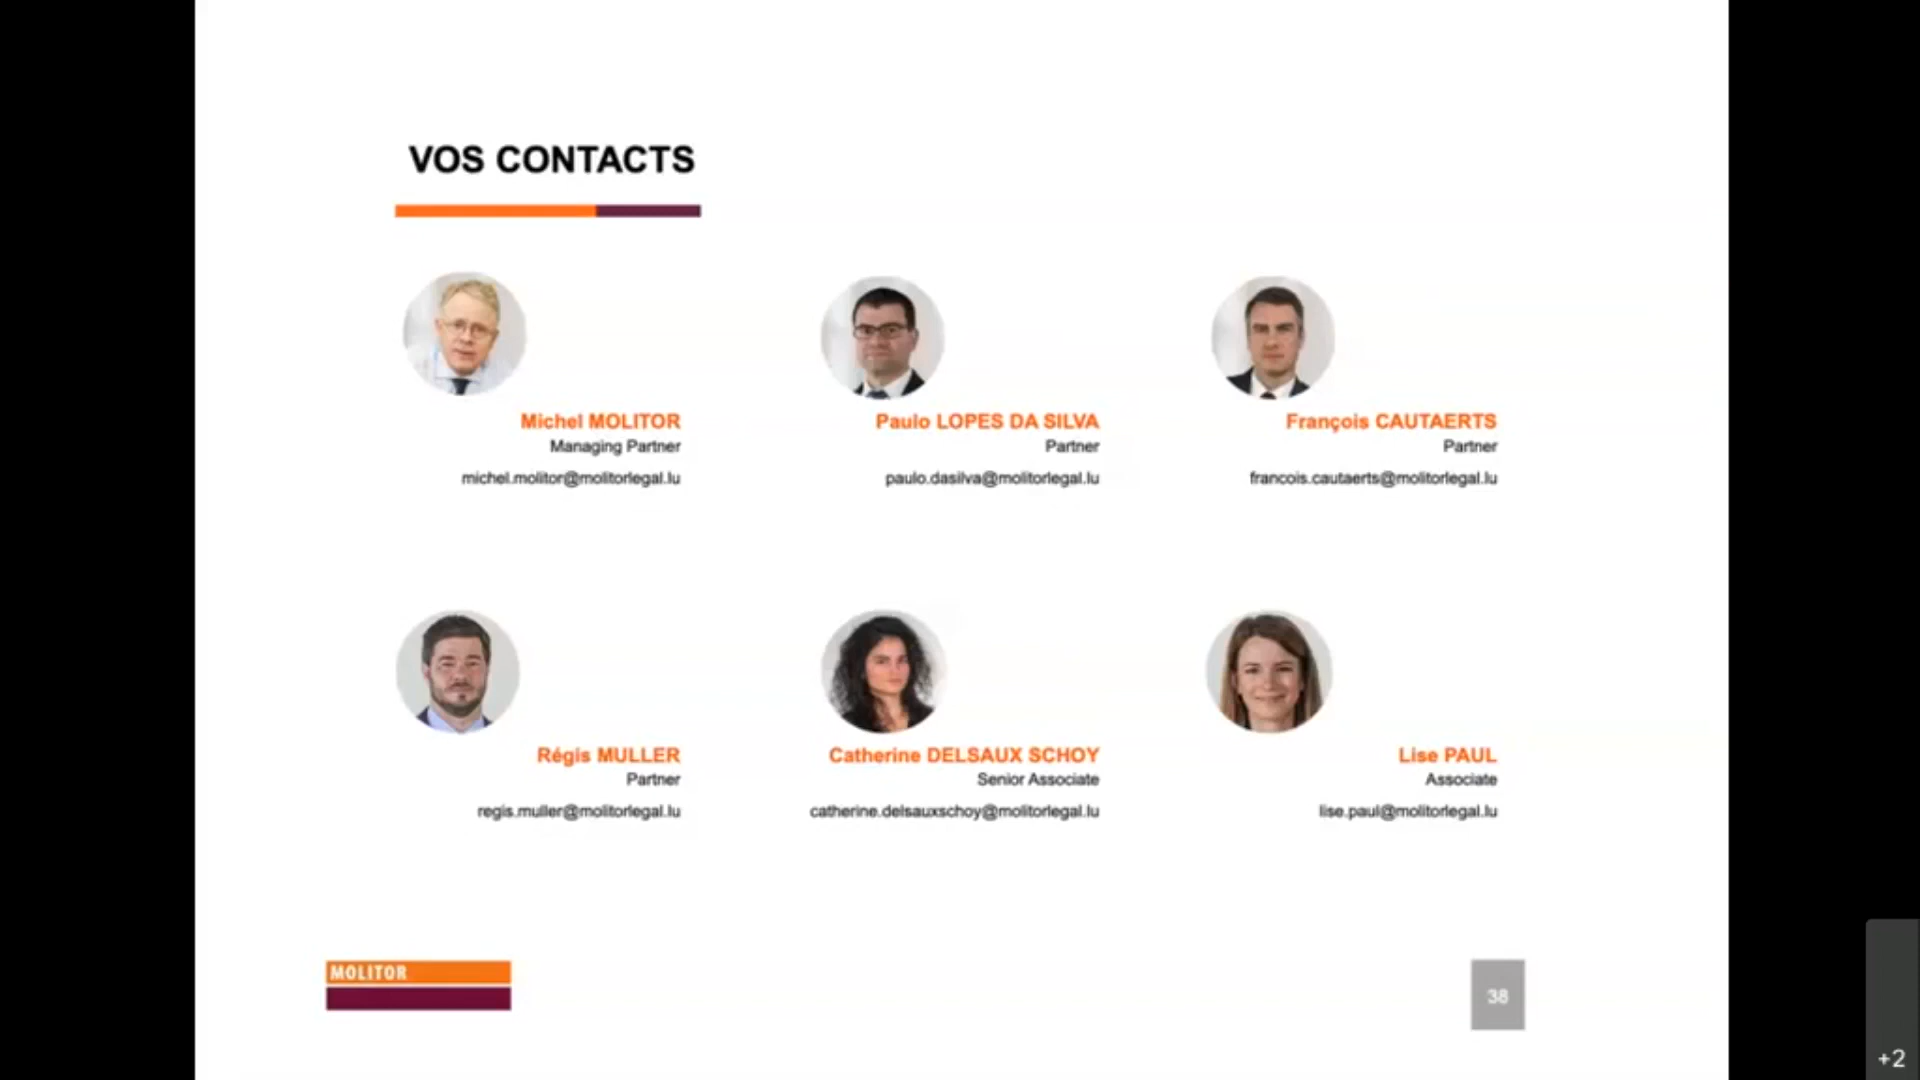 VOS CONTACTS
Michel MOLITOR
Managing Partner
michel.molitor@molitorlegal.lu
Paulo LOPES DA SILVA
Partner
paulo.dasilva@molitorlegal.lu
François CAUTAERTS
Partner
francois.cautaerts@molitorlegal.lu
Régis MULLER
Partner
regis.muller@molitorlegal.lu
Catherine DELSAUX SCHOY
Senior Associate
catherine.delsauxschoy@molitorlegal.lu
Lise PAUL
Associate
lise.paul@molitorlegal.lu
MOLITOR
38
+2